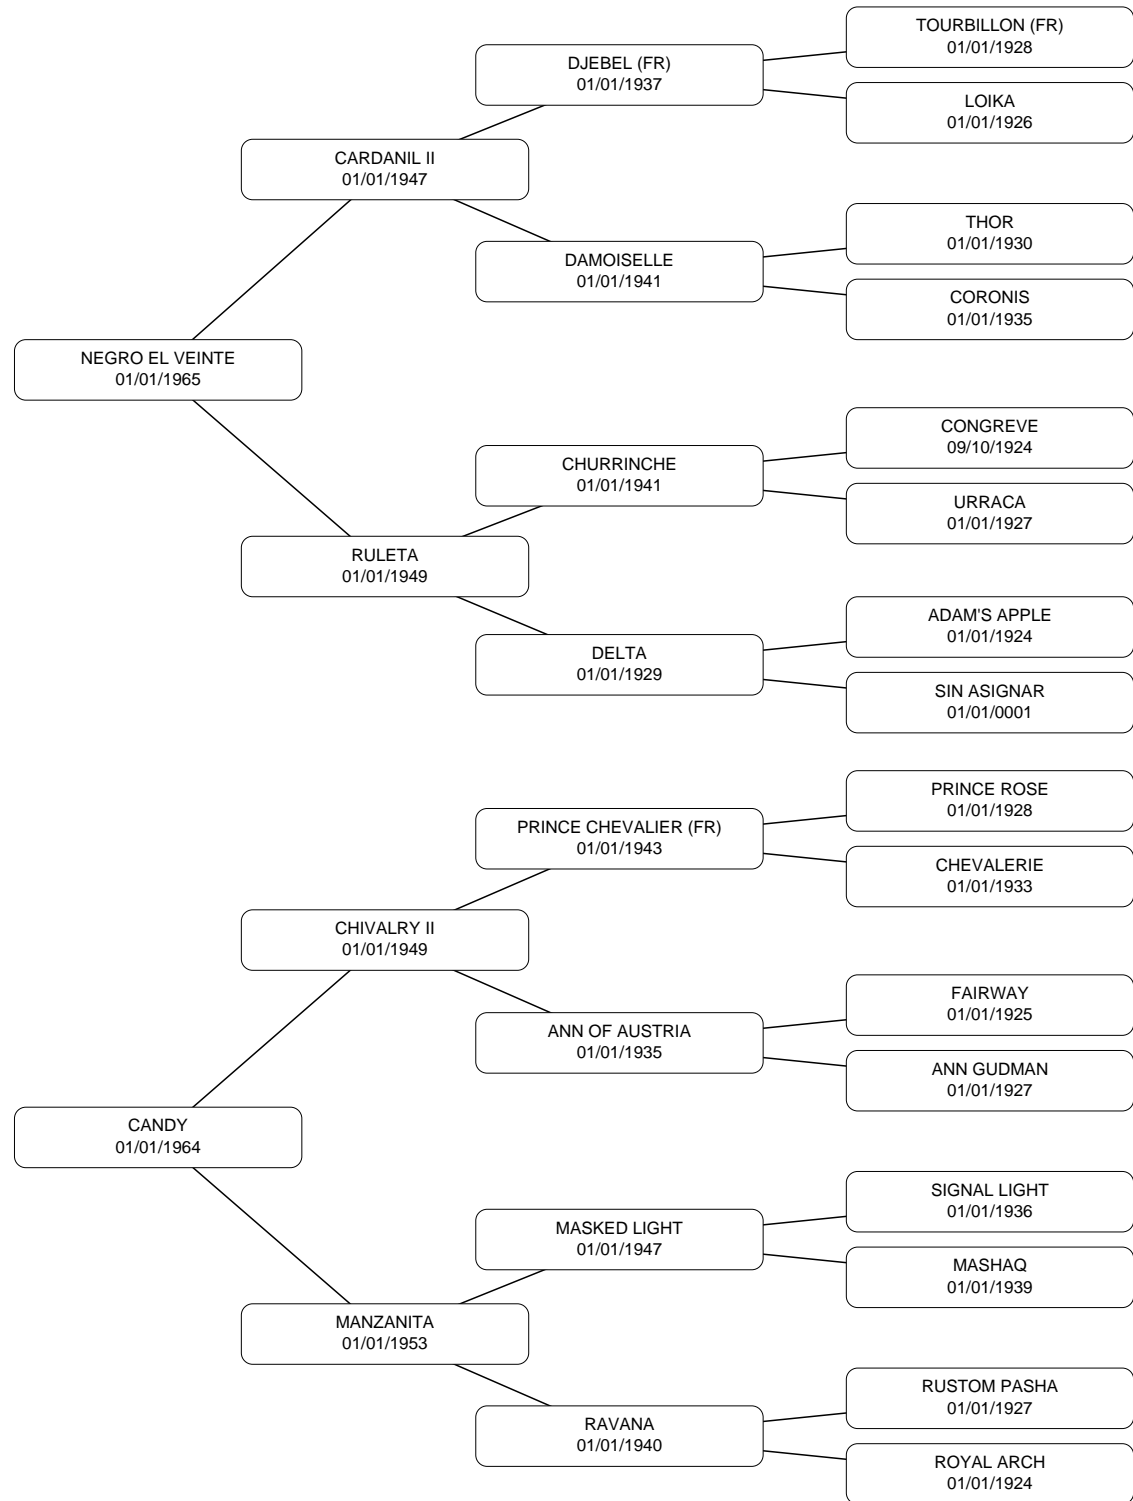 TOURBILLON (FR)
01/01/1928
DJEBEL (FR)
01/01/1937
LOIKA
01/01/1926
CARDANIL II
01/01/1947
THOR
01/01/1930
DAMOISELLE
01/01/1941
CORONIS
01/01/1935
NEGRO EL VEINTE
01/01/1965
CONGREVE
09/10/1924
CHURRINCHE
01/01/1941
URRACA
01/01/1927
RULETA
01/01/1949
ADAM'S APPLE
01/01/1924
DELTA
01/01/1929
SIN ASIGNAR
01/01/0001
PRINCE ROSE
01/01/1928
PRINCE CHEVALIER (FR)
01/01/1943
CHEVALERIE
01/01/1933
CHIVALRY II
01/01/1949
FAIRWAY
01/01/1925
ANN OF AUSTRIA
01/01/1935
ANN GUDMAN
01/01/1927
CANDY
01/01/1964
SIGNAL LIGHT
01/01/1936
MASKED LIGHT
01/01/1947
MASHAQ
01/01/1939
MANZANITA
01/01/1953
RUSTOM PASHA
01/01/1927
RAVANA
01/01/1940
ROYAL ARCH
01/01/1924